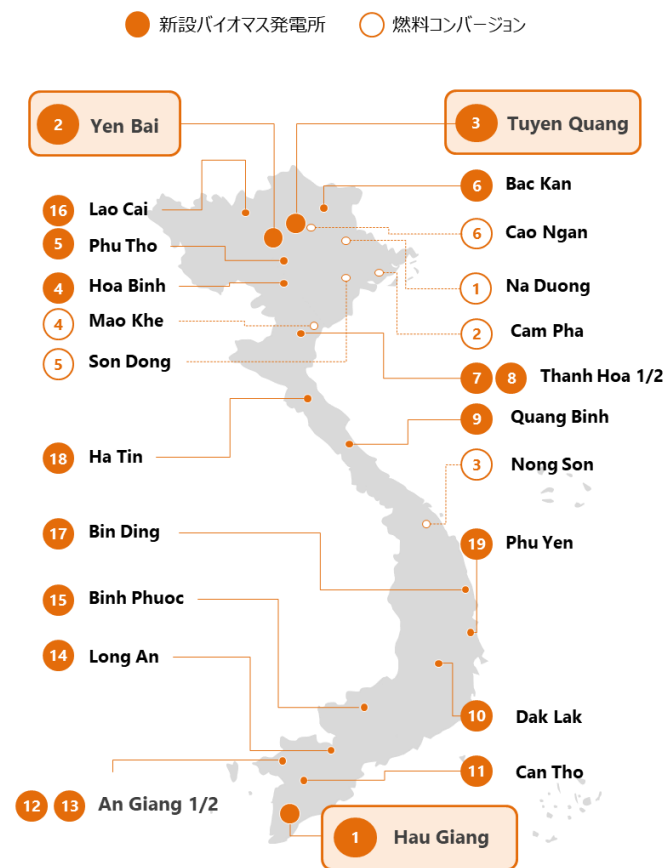 新設バイオマス発電所
燃料コンバージョン
2 Yen Bai
3 Tuyen Quang
16 Lao Cai
5 Phu Tho
4 Hoa Binh
4 Mao Khe
5 Son Dong
18 Ha Tin
17 Bin Ding
15 Binh Phuoc
14 Long An
12 13 An Giang 1/2
6 Bac Kan
6 Cao Ngan
1 Na Duong
2 Cam Pha
7 8 Thanh Hoa 1/2
9 Quang Binh
3 Nong Son
19 Phu Yen
10 Dak Lak
11 Can Tho
1 Hau Giang